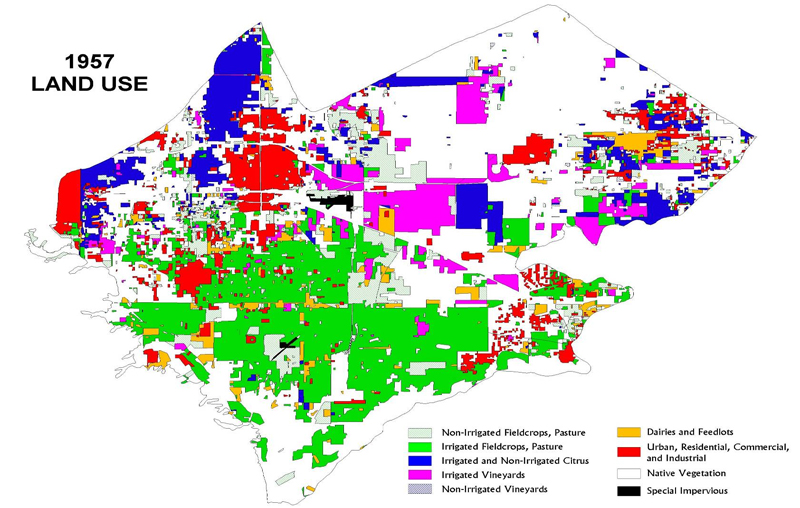 1957
LAND USE
Non-Irrigated Fieldcrops, Pasture
Irrigated Fieldcrops, Pasture
Irrigated and Non-Irrigated Citrus
Irrigated Vineyards
Non-Irrigated Vineyards
Dairies and Feedlots
Urban, Residential, Commercial,
and Industrial
Native Vegetation
Special Impervious